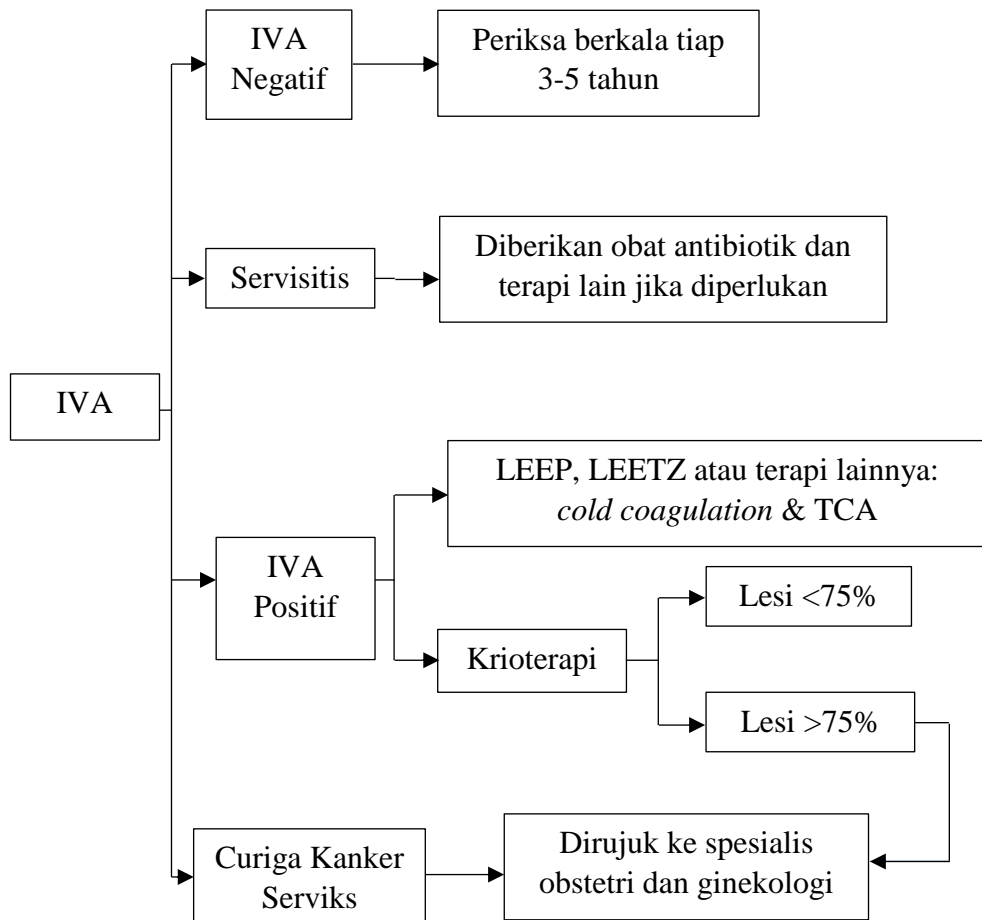 IVA
Negatif
Periksa berkala tiap
3-5 tahun
Servisitis
Diberikan obat antibiotik dan
terapi lain jika diperlukan
IVA
LEEP, LEETZ atau terapi lainnya:
cold coagulation & TCA
IVA
Positif
Lesi <75%
Krioterapi
Lesi >75%
Curiga Kanker
Serviks
Dirujuk ke spesialis
obstetri dan ginekologi